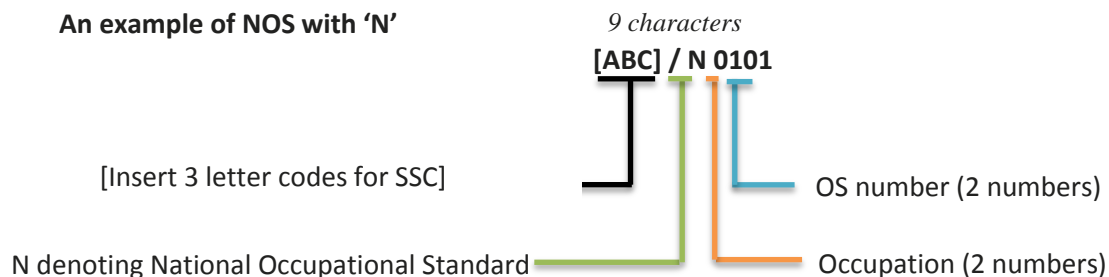 An example of NOS with ‘N’
9 characters
[ABC] / N 0101
[Insert 3 letter codes for SSC]
OS number (2 numbers)
N denoting National Occupational Standard
Occupation (2 numbers)